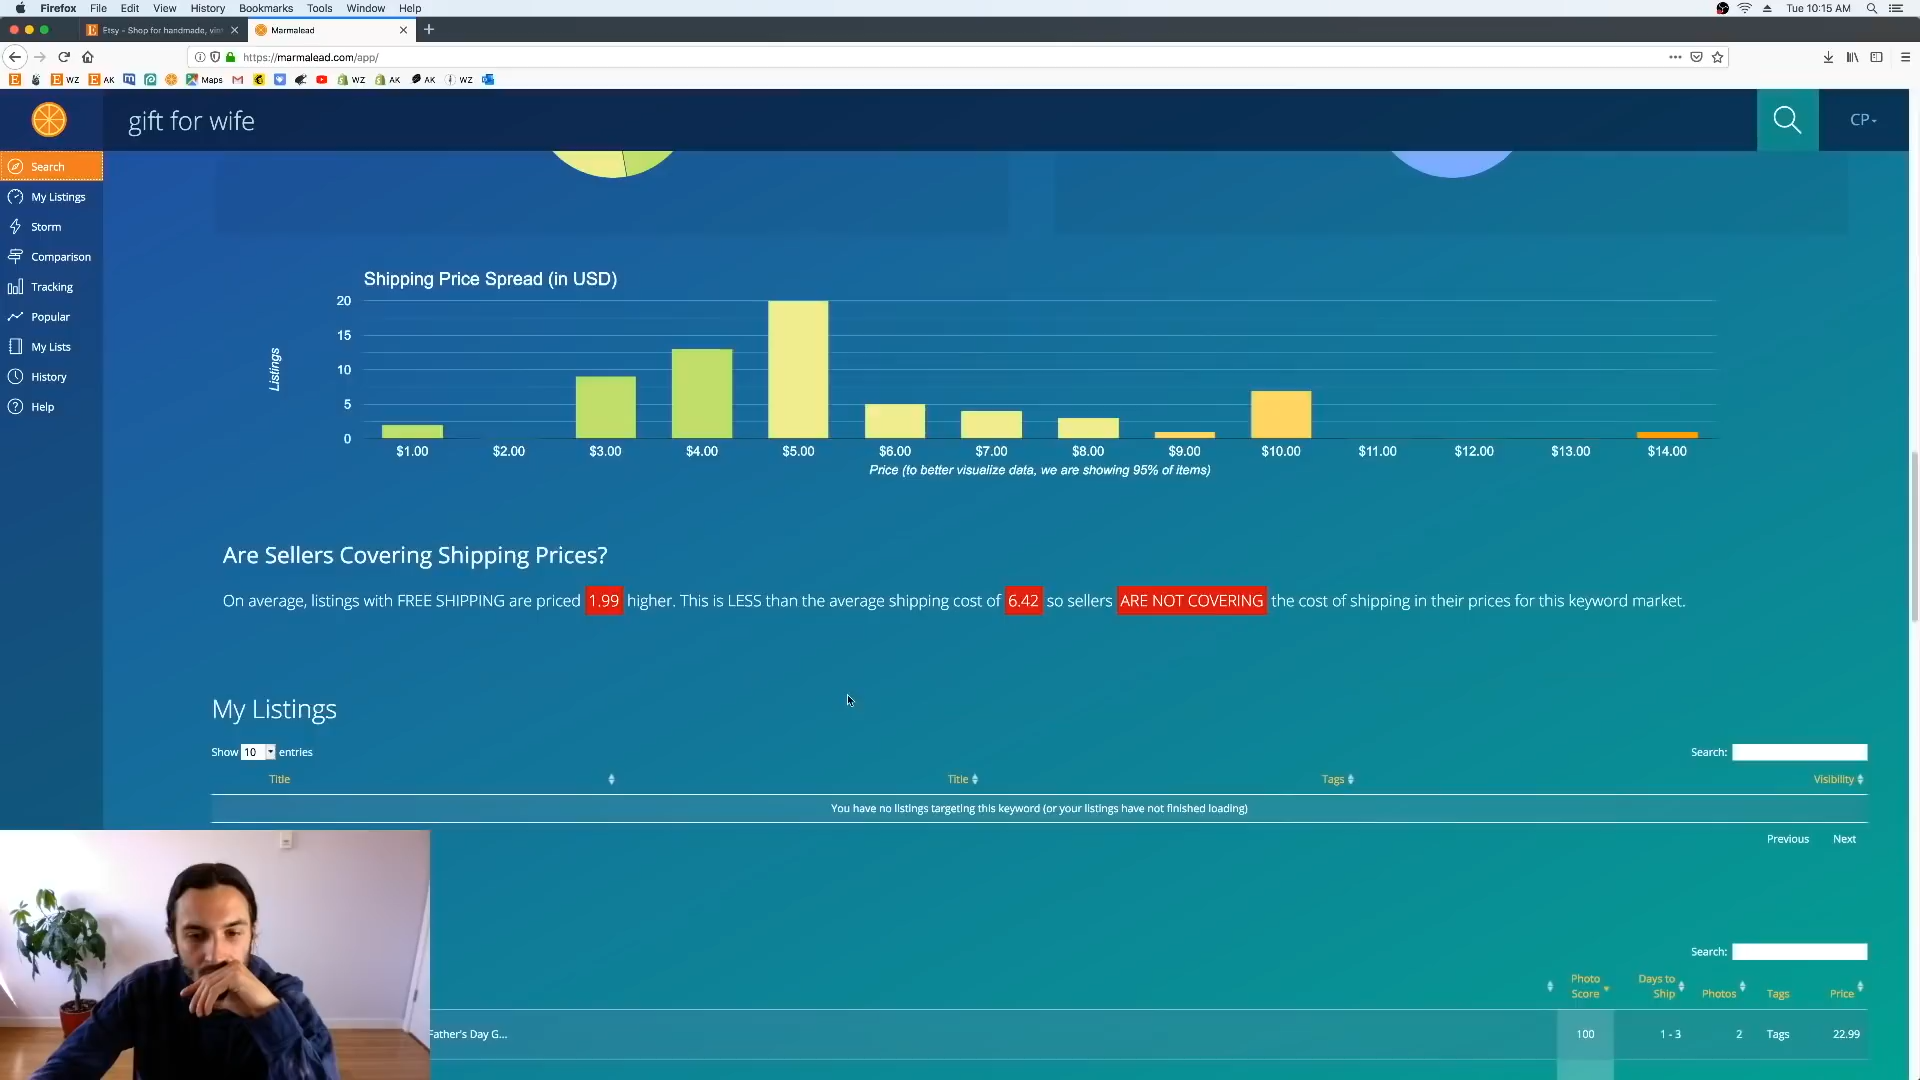 Firefox File Edit View History Bookmarks Tools Window Help Tue 10:15 AM
Etsy - Shop for handmade, vin Marmalead
https://marmalead.com/app/
WZ AK Maps WZ AK AK WZ
gift for wife CP
Search
My Listings
Storm
Comparison
Tracking
Popular
My Lists
History
Help
Shipping Price Spread (in USD)
Listings
20
15
10
5
0
$1.00 $2.00 $3.00 $4.00 $5.00 $6.00 $7.00 $8.00 $9.00 $10.00 $11.00 $12.00 $13.00 $14.00
Price (to better visualize data, we are showing 95% of items)
Are Sellers Covering Shipping Prices?
On average, listings with FREE SHIPPING are priced 1.99 higher. This is LESS than the average shipping cost of 6.42 so sellers ARE NOT COVERING the cost of shipping in their prices for this keyword market.
My Listings
Show 10 entries Search:
Title Title Tags Visibility
You have no listings targeting this keyword (or your listings have not finished loading)
Previous Next
Search:
Photo Score Days to Ship Photos Tags Price
Father's Day G... 100 1 - 3 2 Tags 22.99